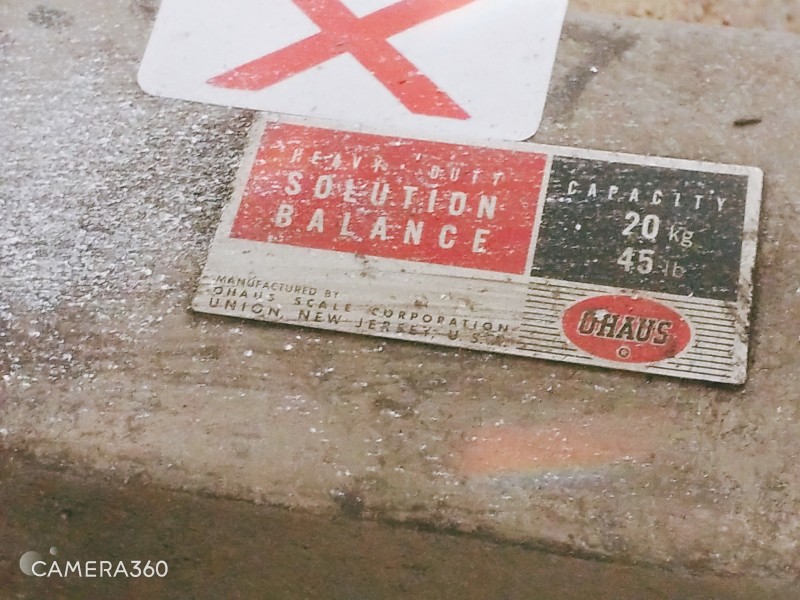 HEAVY DUTY
SOLUTION
BALANCE
CAPACITY
20 kg
45 lb
MANUFACTURED BY
OHAUS SCALE CORPORATION
UNION, NEW JERSEY, U.S.A.
OHAUS
®
CAMERA360